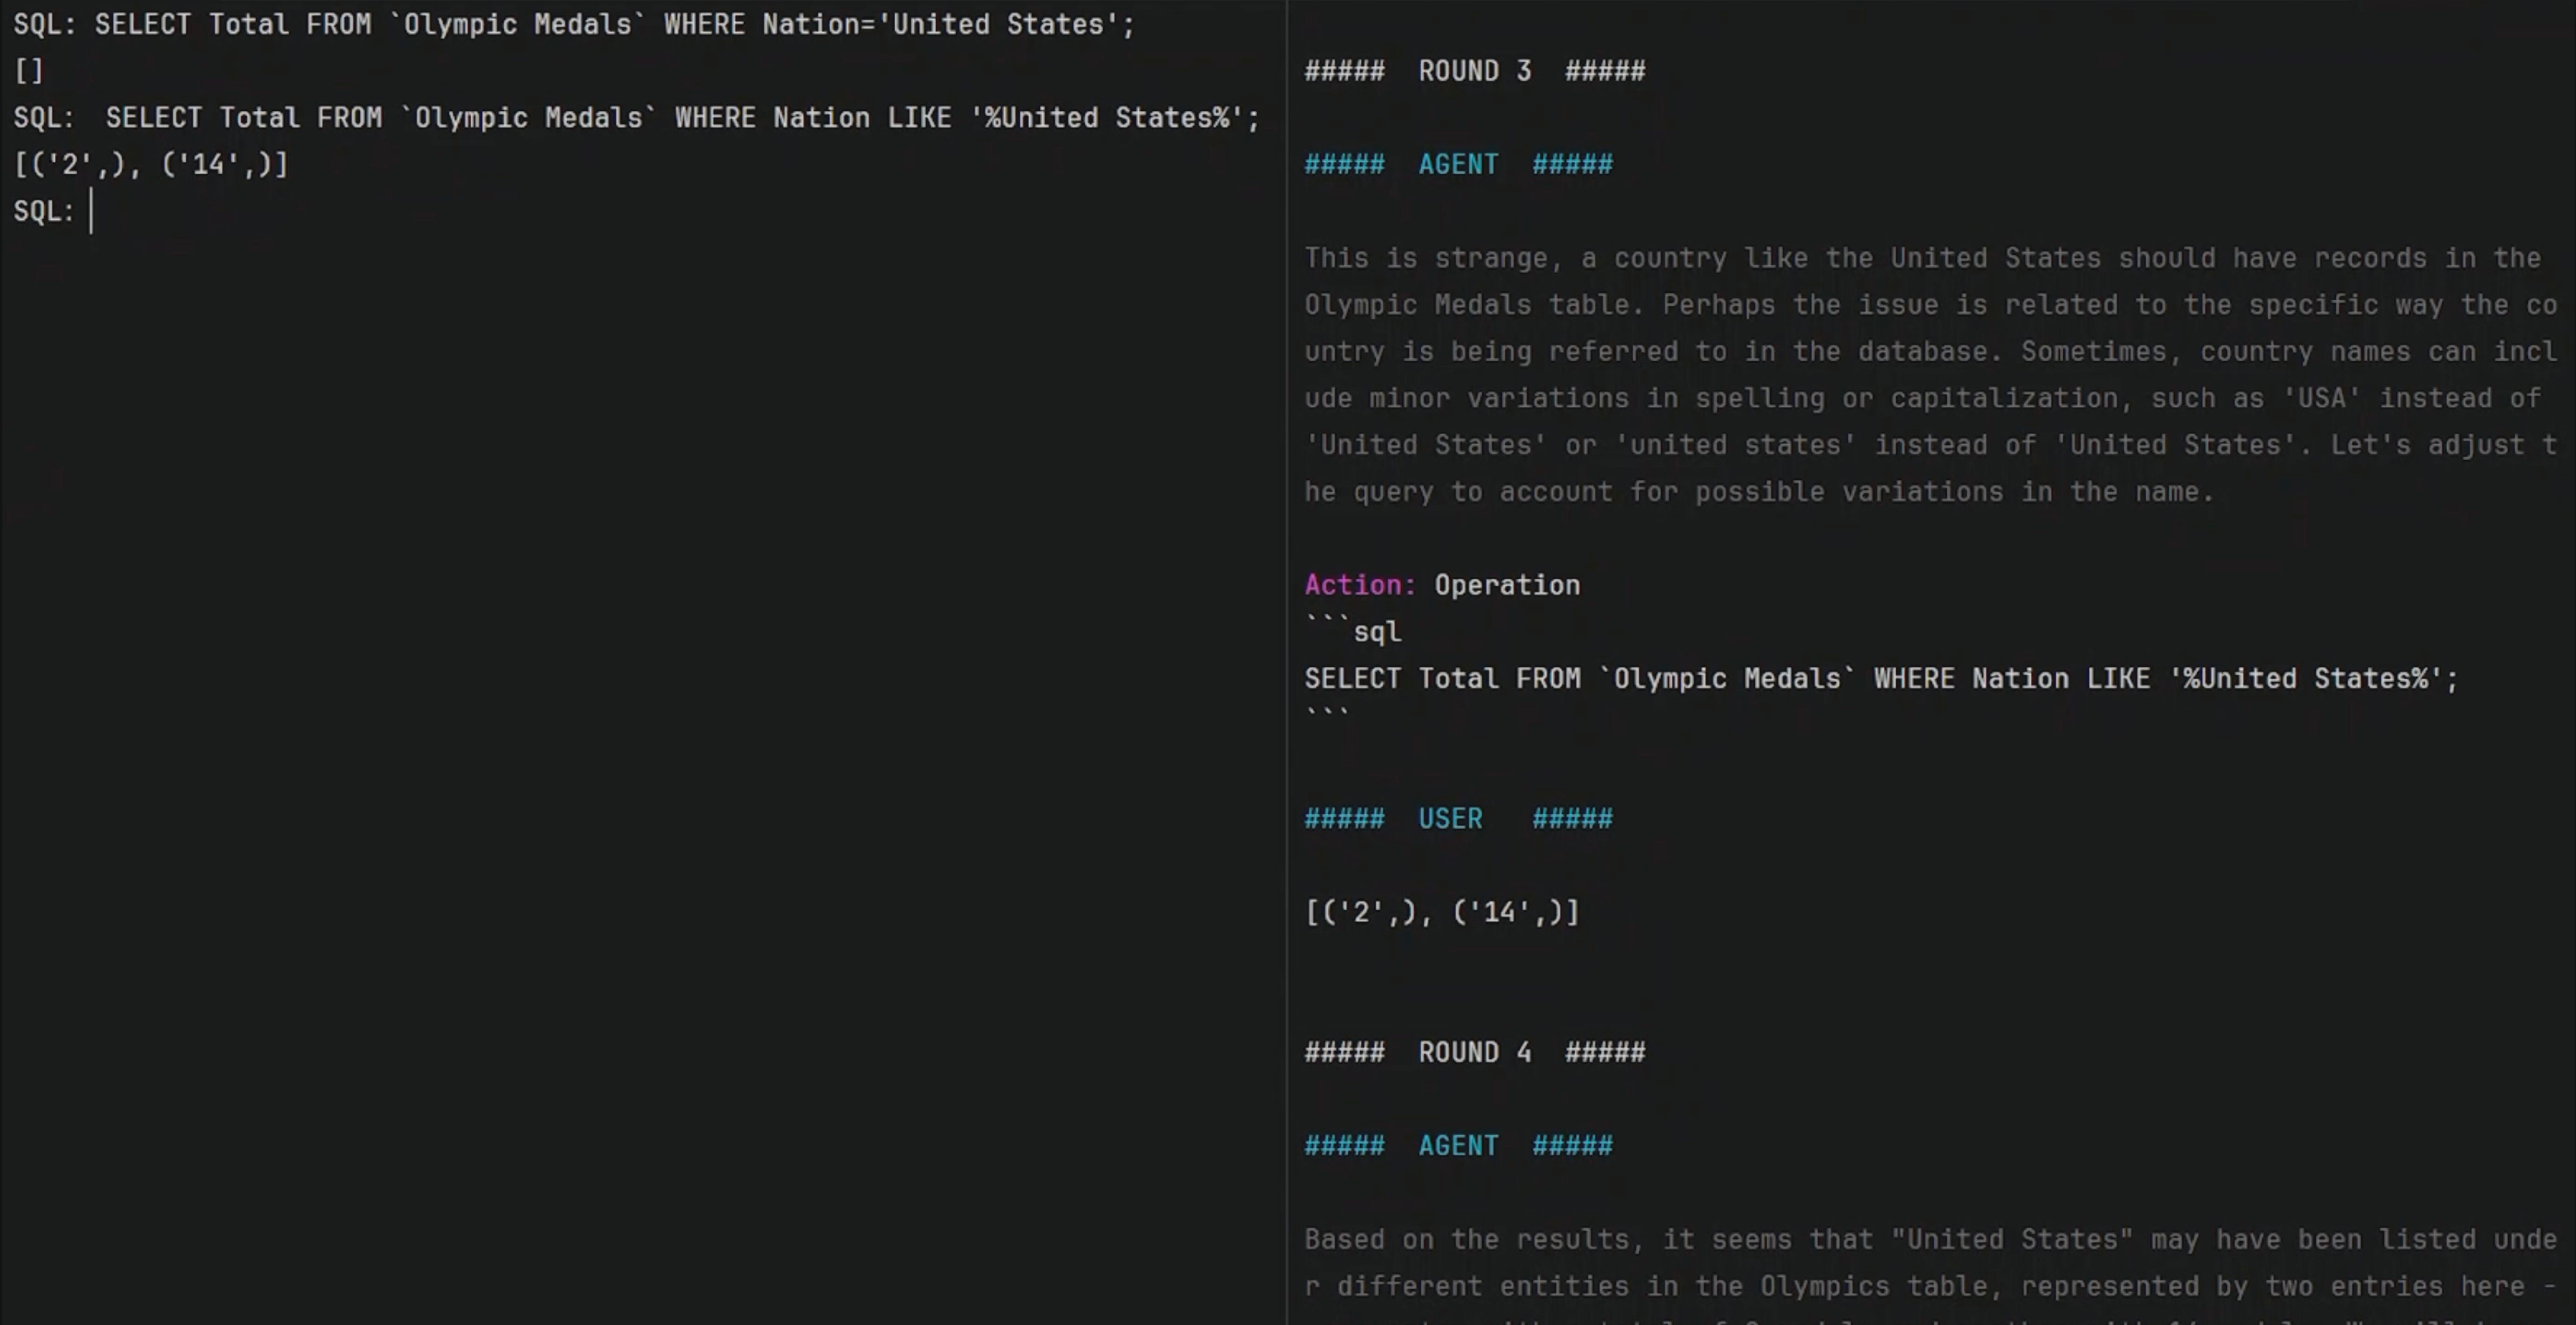 SQL: SELECT Total FROM `Olympic Medals` WHERE Nation='United States';
[]
SQL:  SELECT Total FROM `Olympic Medals` WHERE Nation LIKE '%United States%';
[('2',), ('14',)]
SQL:
#####  ROUND 3  #####
#####  AGENT  #####
This is strange, a country like the United States should have records in the
Olympic Medals table. Perhaps the issue is related to the specific way the co
untry is being referred to in the database. Sometimes, country names can incl
ude minor variations in spelling or capitalization, such as 'USA' instead of
'United States' or 'united states' instead of 'United States'. Let's adjust t
he query to account for possible variations in the name.
Action: Operation
```sql
SELECT Total FROM `Olympic Medals` WHERE Nation LIKE '%United States%';
```
#####  USER   #####
[('2',), ('14',)]
#####  ROUND 4  #####
#####  AGENT  #####
Based on the results, it seems that "United States" may have been listed unde
r different entities in the Olympics table, represented by two entries here -